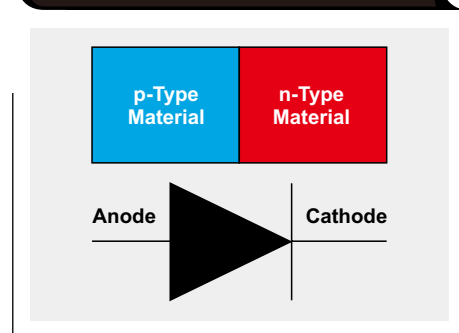 p-Type
Material
n-Type
Material
Anode
Cathode